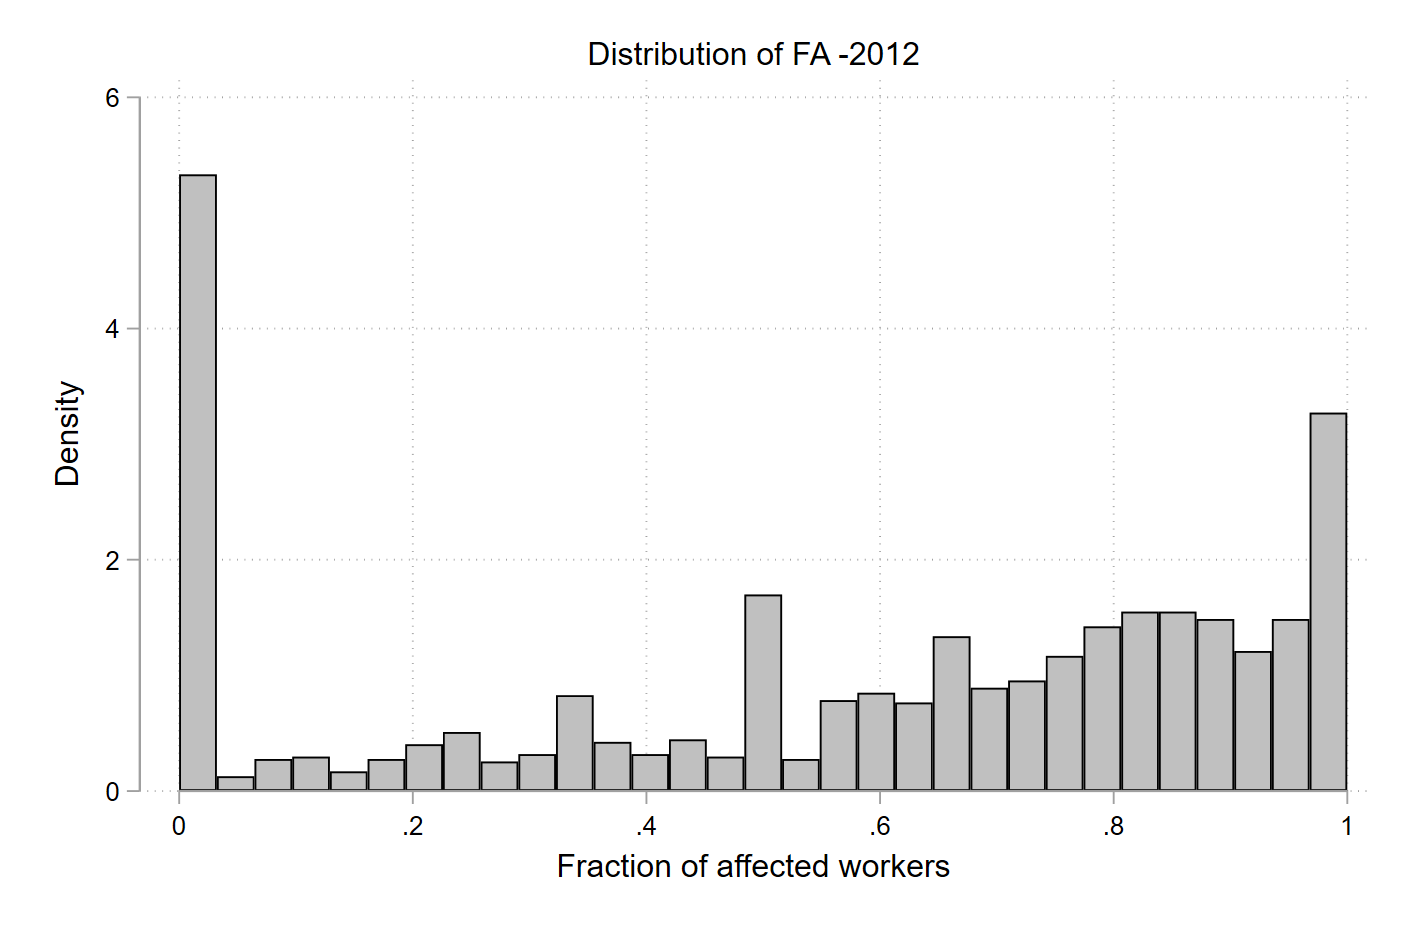 Distribution of FA -2012
6
4
2
0
Density
0 .2 .4 .6 .8 1
Fraction of affected workers